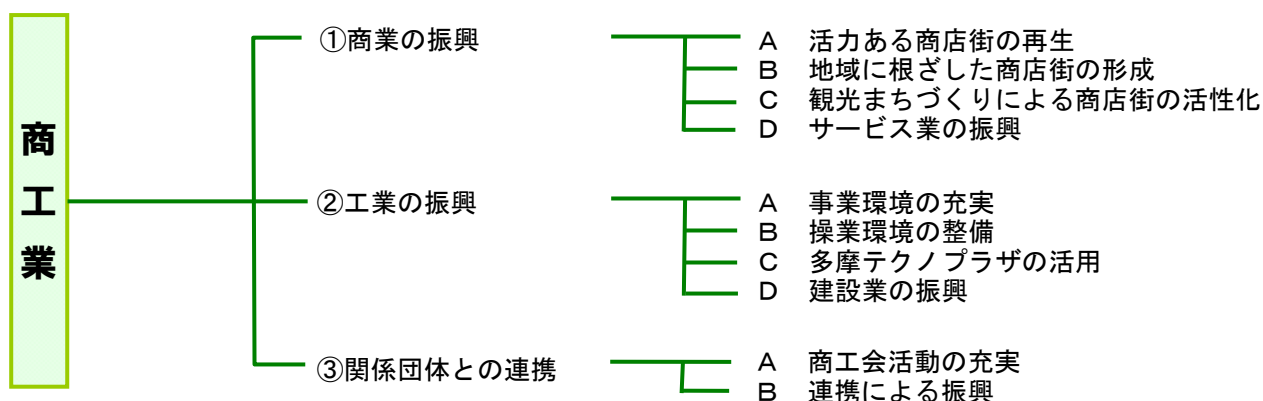 商工業
①商業の振興
A 活力ある商店街の再生
B 地域に根ざした商店街の形成
C 観光まちづくりによる商店街の活性化
D サービス業の振興
②工業の振興
A 事業環境の充実
B 操業環境の整備
C 多摩テクノプラザの活用
D 建設業の振興
③関係団体との連携
A 商工会活動の充実
B 連携による振興